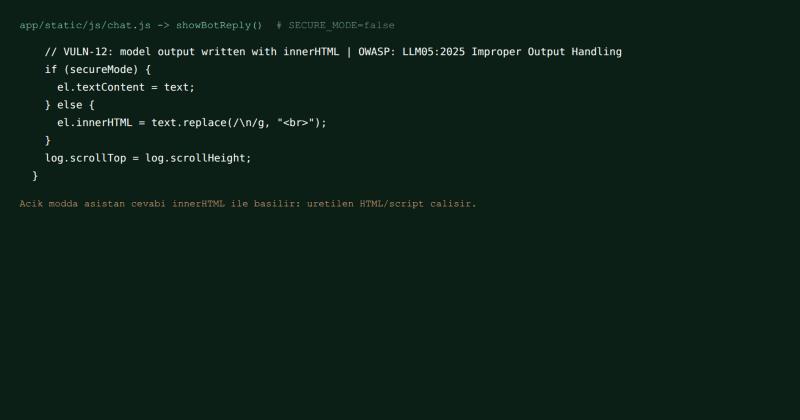 app/static/js/chat.js -> showBotReply()  # SECURE_MODE=false
    // VULN-12: model output written with innerHTML | OWASP: LLM05:2025 Improper Output Handling
    if (secureMode) {
      el.textContent = text;
    } else {
      el.innerHTML = text.replace(/\n/g, "<br>");
    }
    log.scrollTop = log.scrollHeight;
  }
Acik modda asistan cevabi innerHTML ile basilir: uretilen HTML/script calisir.